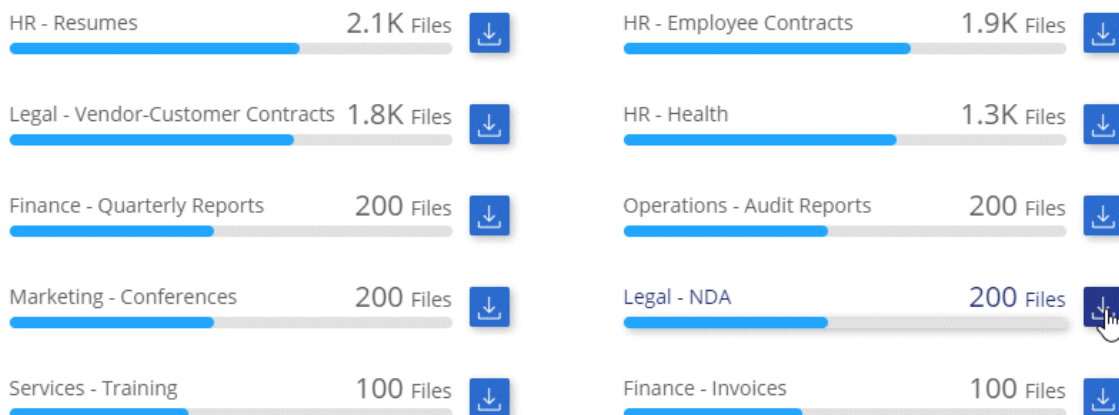 HR - Resumes 2.1K Files
HR - Employee Contracts 1.9K Files
Legal - Vendor-Customer Contracts 1.8K Files
HR - Health 1.3K Files
Finance - Quarterly Reports 200 Files
Operations - Audit Reports 200 Files
Marketing - Conferences 200 Files
Legal - NDA 200 Files
Services - Training 100 Files
Finance - Invoices 100 Files